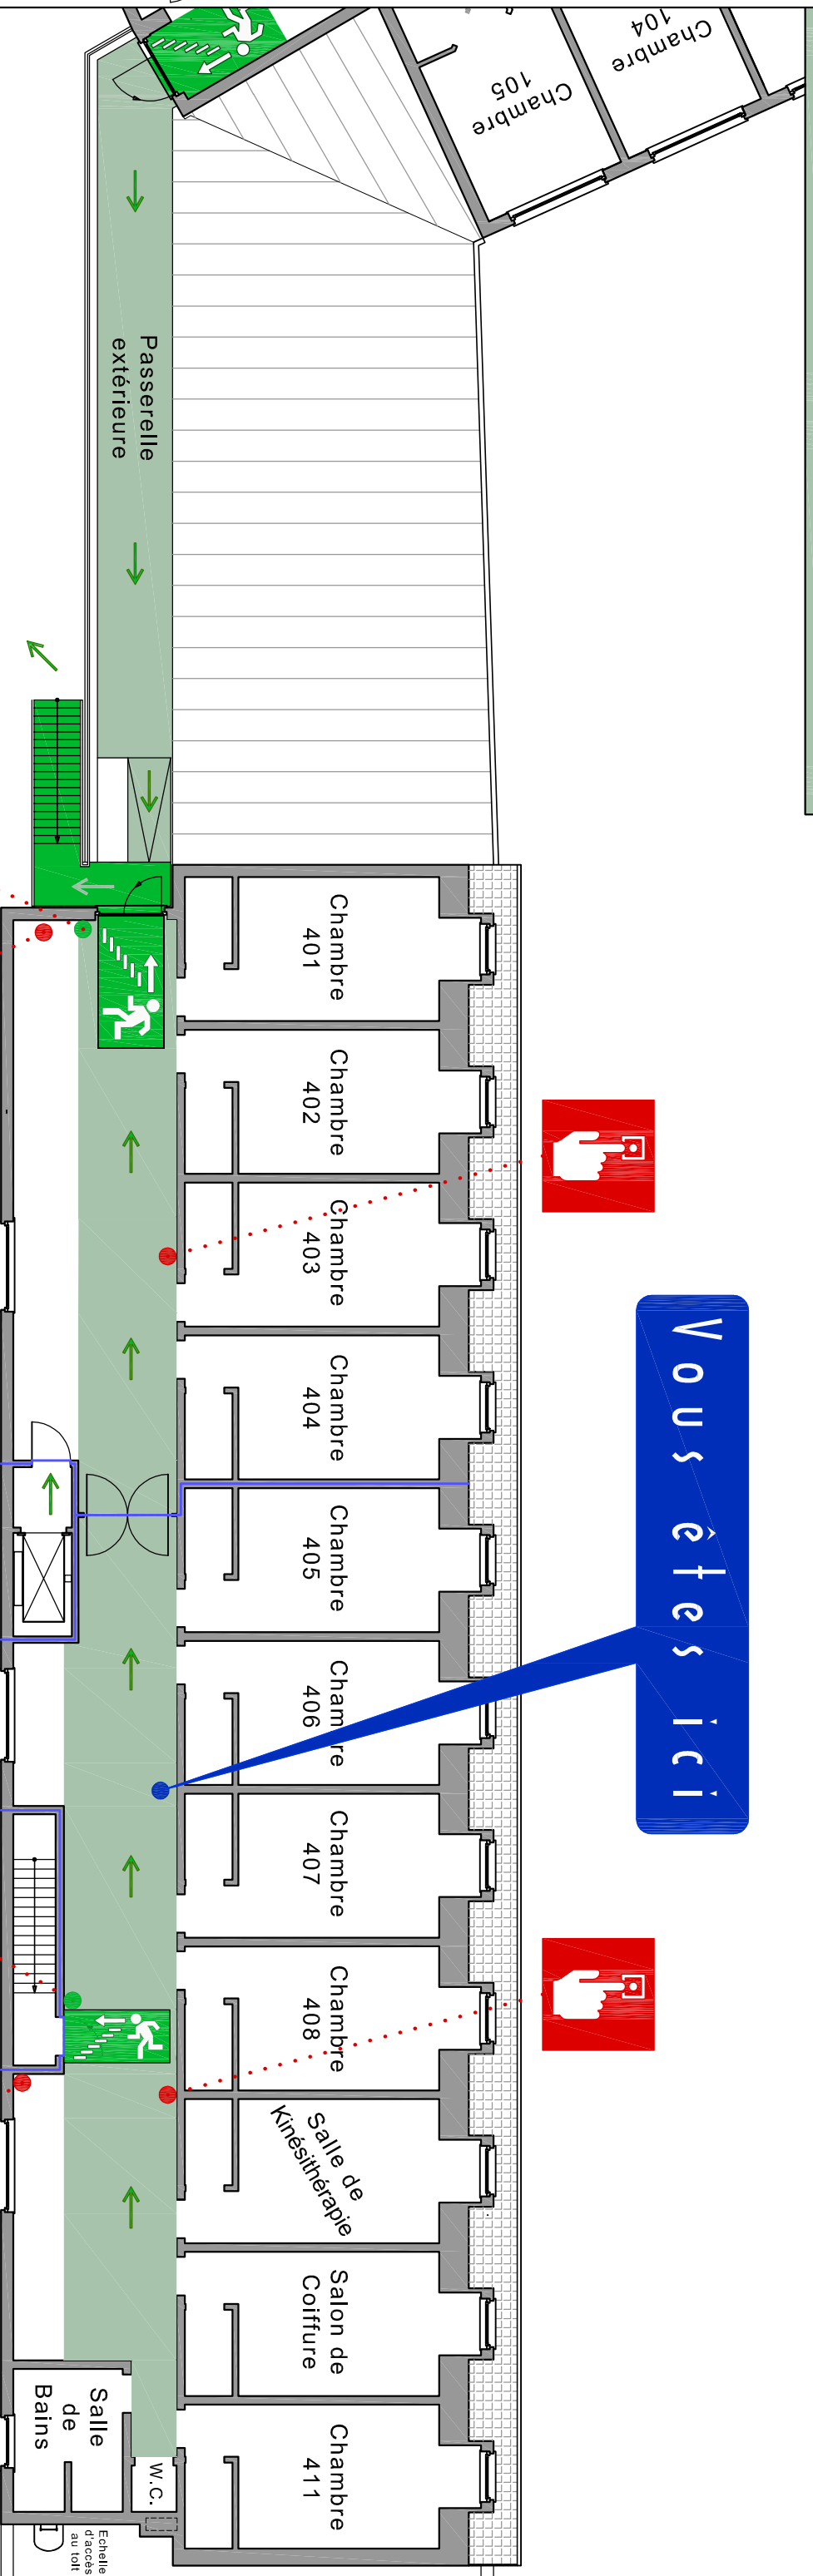 Chambre
104
Chambre
105
Passerelle
extérieure
Chambre
401
Chambre
402
Chambre
403
Chambre
404
Chambre
405
Chambre
406
Chambre
407
Chambre
408
Salle de
Kinésithérapie
Salon de
Coiffure
Chambre
411
Salle
de
Bains
W.C.
Echelle
d'accès
au toit
Vous êtes ici